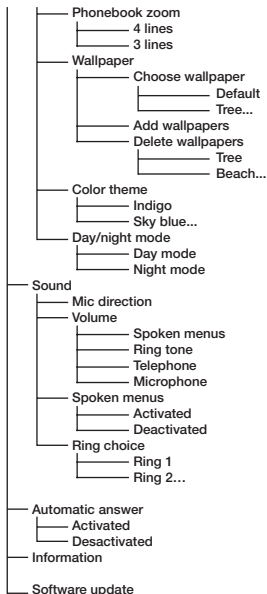 Phonebook zoom
4 lines
3 lines
Wallpaper
Choose wallpaper
Default
Tree...
Add wallpapers
Delete wallpapers
Tree
Beach...
Color theme
Indigo
Sky blue...
Day/night mode
Day mode
Night mode
Sound
Mic direction
Volume
Spoken menus
Ring tone
Telephone
Microphone
Spoken menus
Activated
Deactivated
Ring choice
Ring 1
Ring 2...
Automatic answer
Activated
Desactivated
Information
Software update